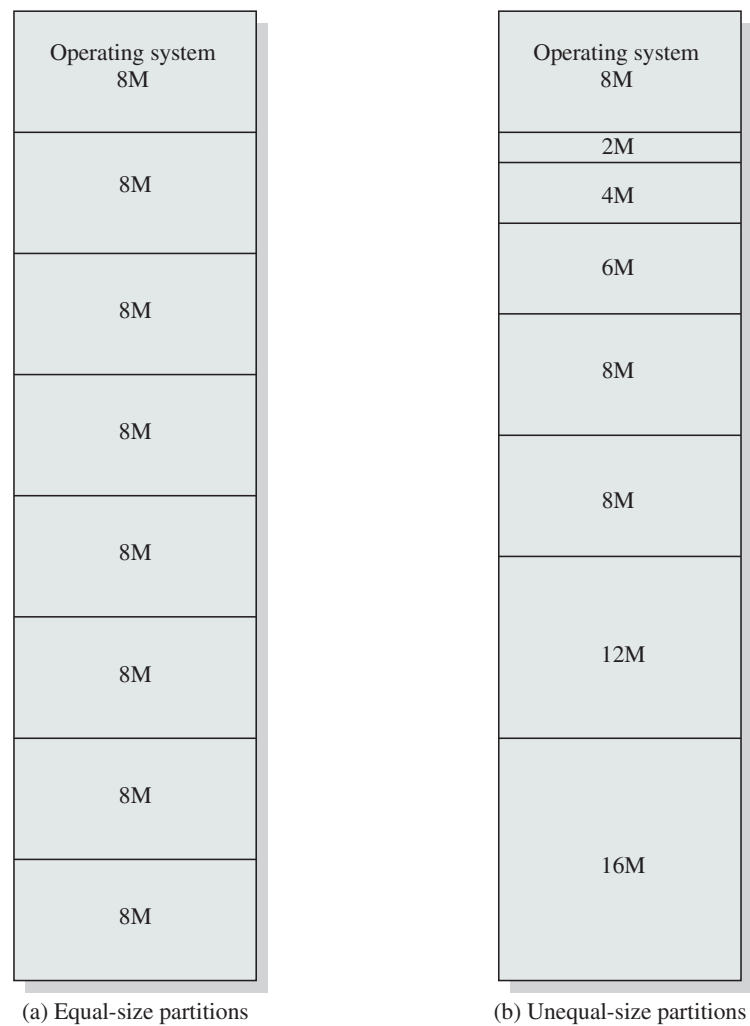 Operating system
8M
8M
8M
8M
8M
8M
8M
8M
(a) Equal-size partitions
Operating system
8M
2M
4M
6M
8M
8M
12M
16M
(b) Unequal-size partitions